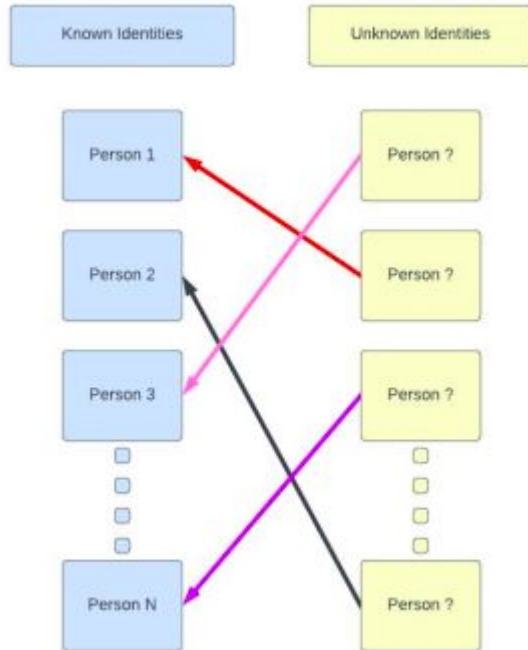 Known Identities
Unknown Identities
Person 1
Person ?
Person 2
Person ?
Person 3
Person ?
Person N
Person ?